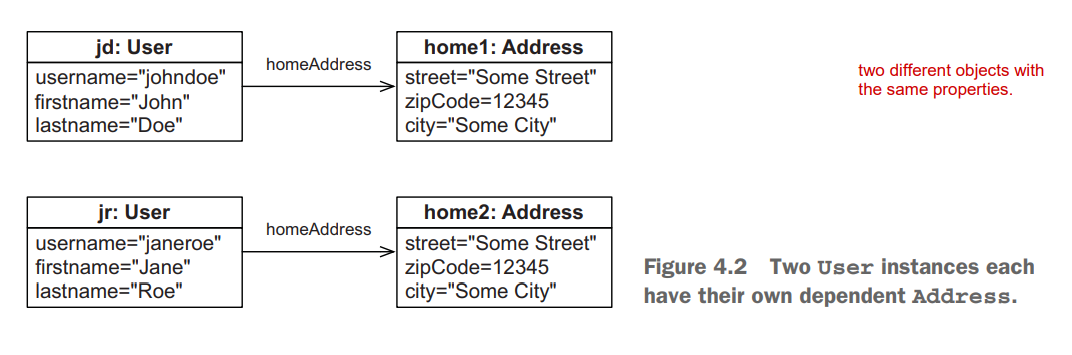 jd: User
username="johndoe"
firstname="John"
lastname="Doe"
homeAddress
home1: Address
street="Some Street"
zipCode=12345
city="Some City"
two different objects with
the same properties.
jr: User
username="janeroe"
firstname="Jane"
lastname="Roe"
homeAddress
home2: Address
street="Some Street"
zipCode=12345
city="Some City"
Figure 4.2 Two User instances each
have their own dependent Address.